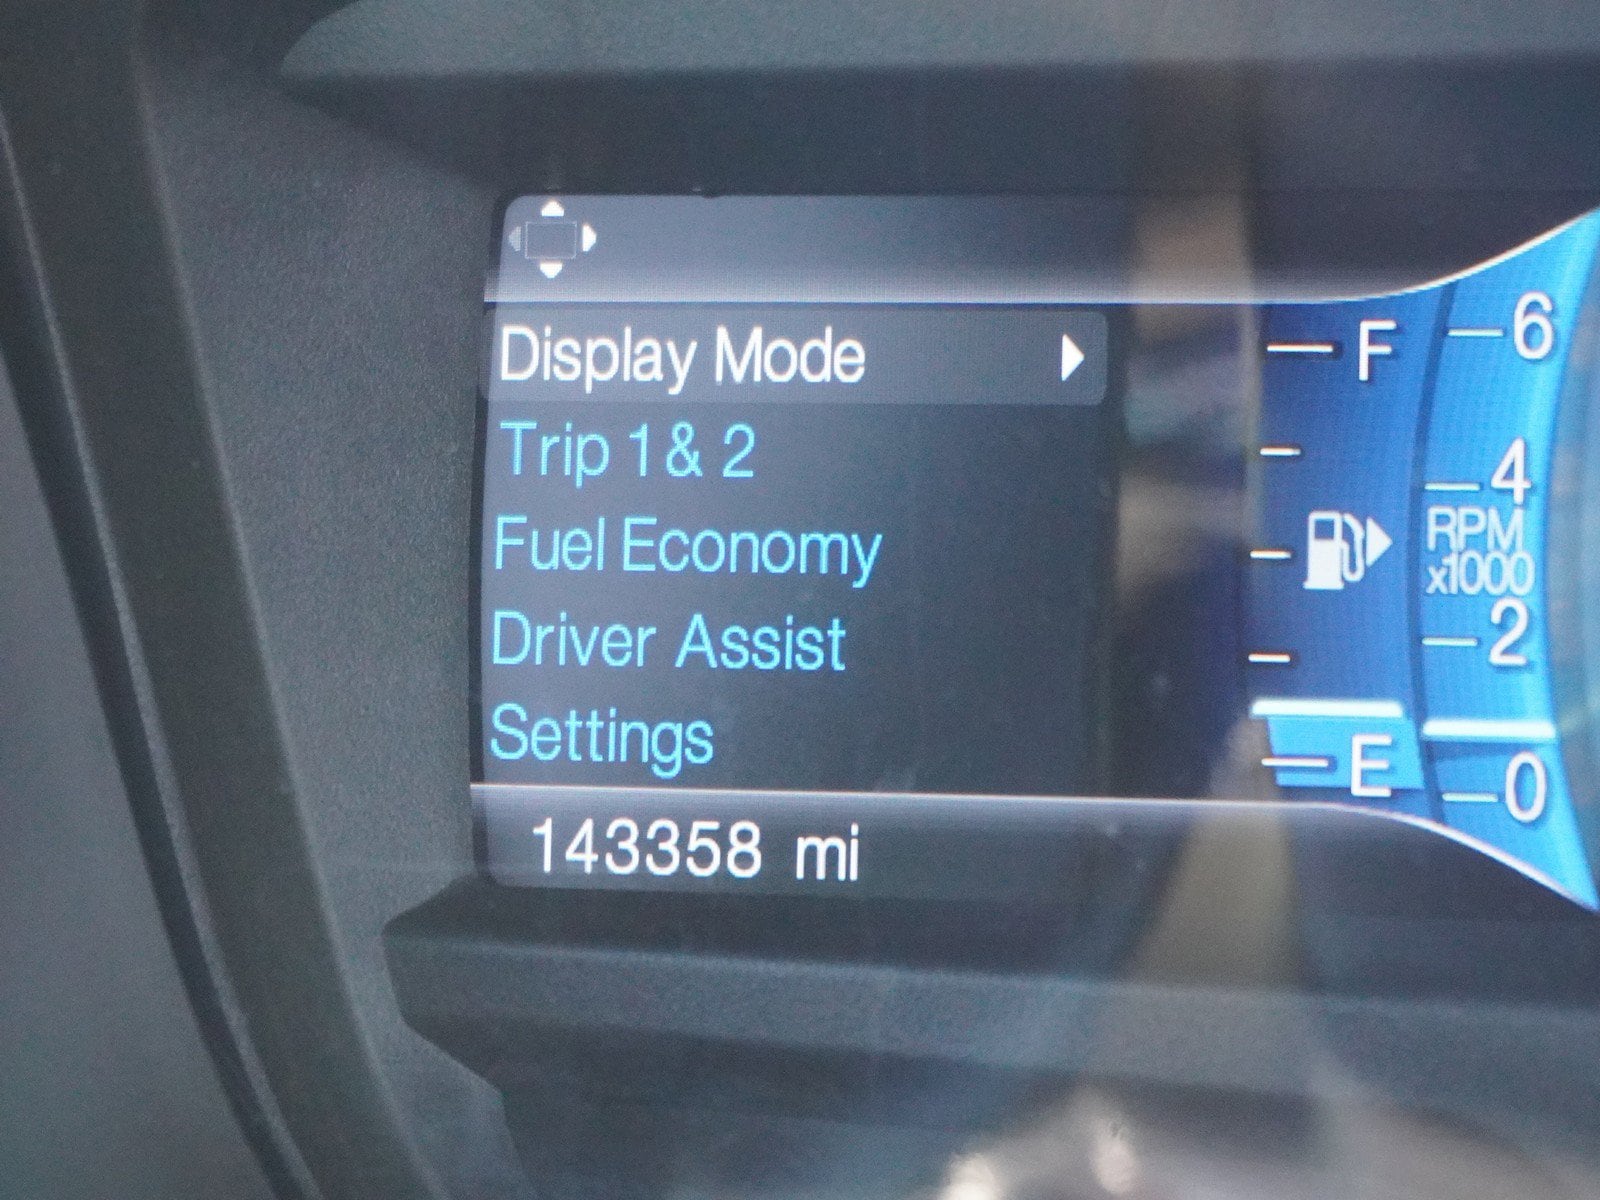 Display Mode
Trip 1 & 2
Fuel Economy
Driver Assist
Settings
143358 mi
F
E
6
4
RPM
x1000
2
0